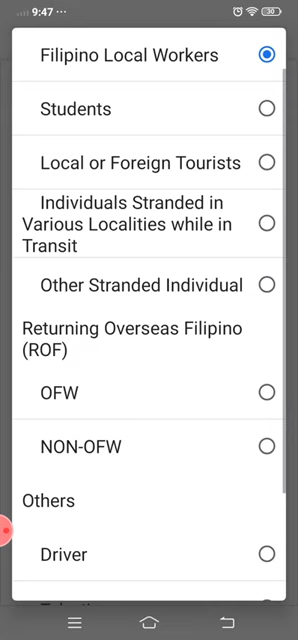 9:47 ...
30
Filipino Local Workers
Students
Local or Foreign Tourists
Individuals Stranded in
Various Localities while in
Transit
Other Stranded Individual
Returning Overseas Filipino
(ROF)
OFW
NON-OFW
Others
Driver